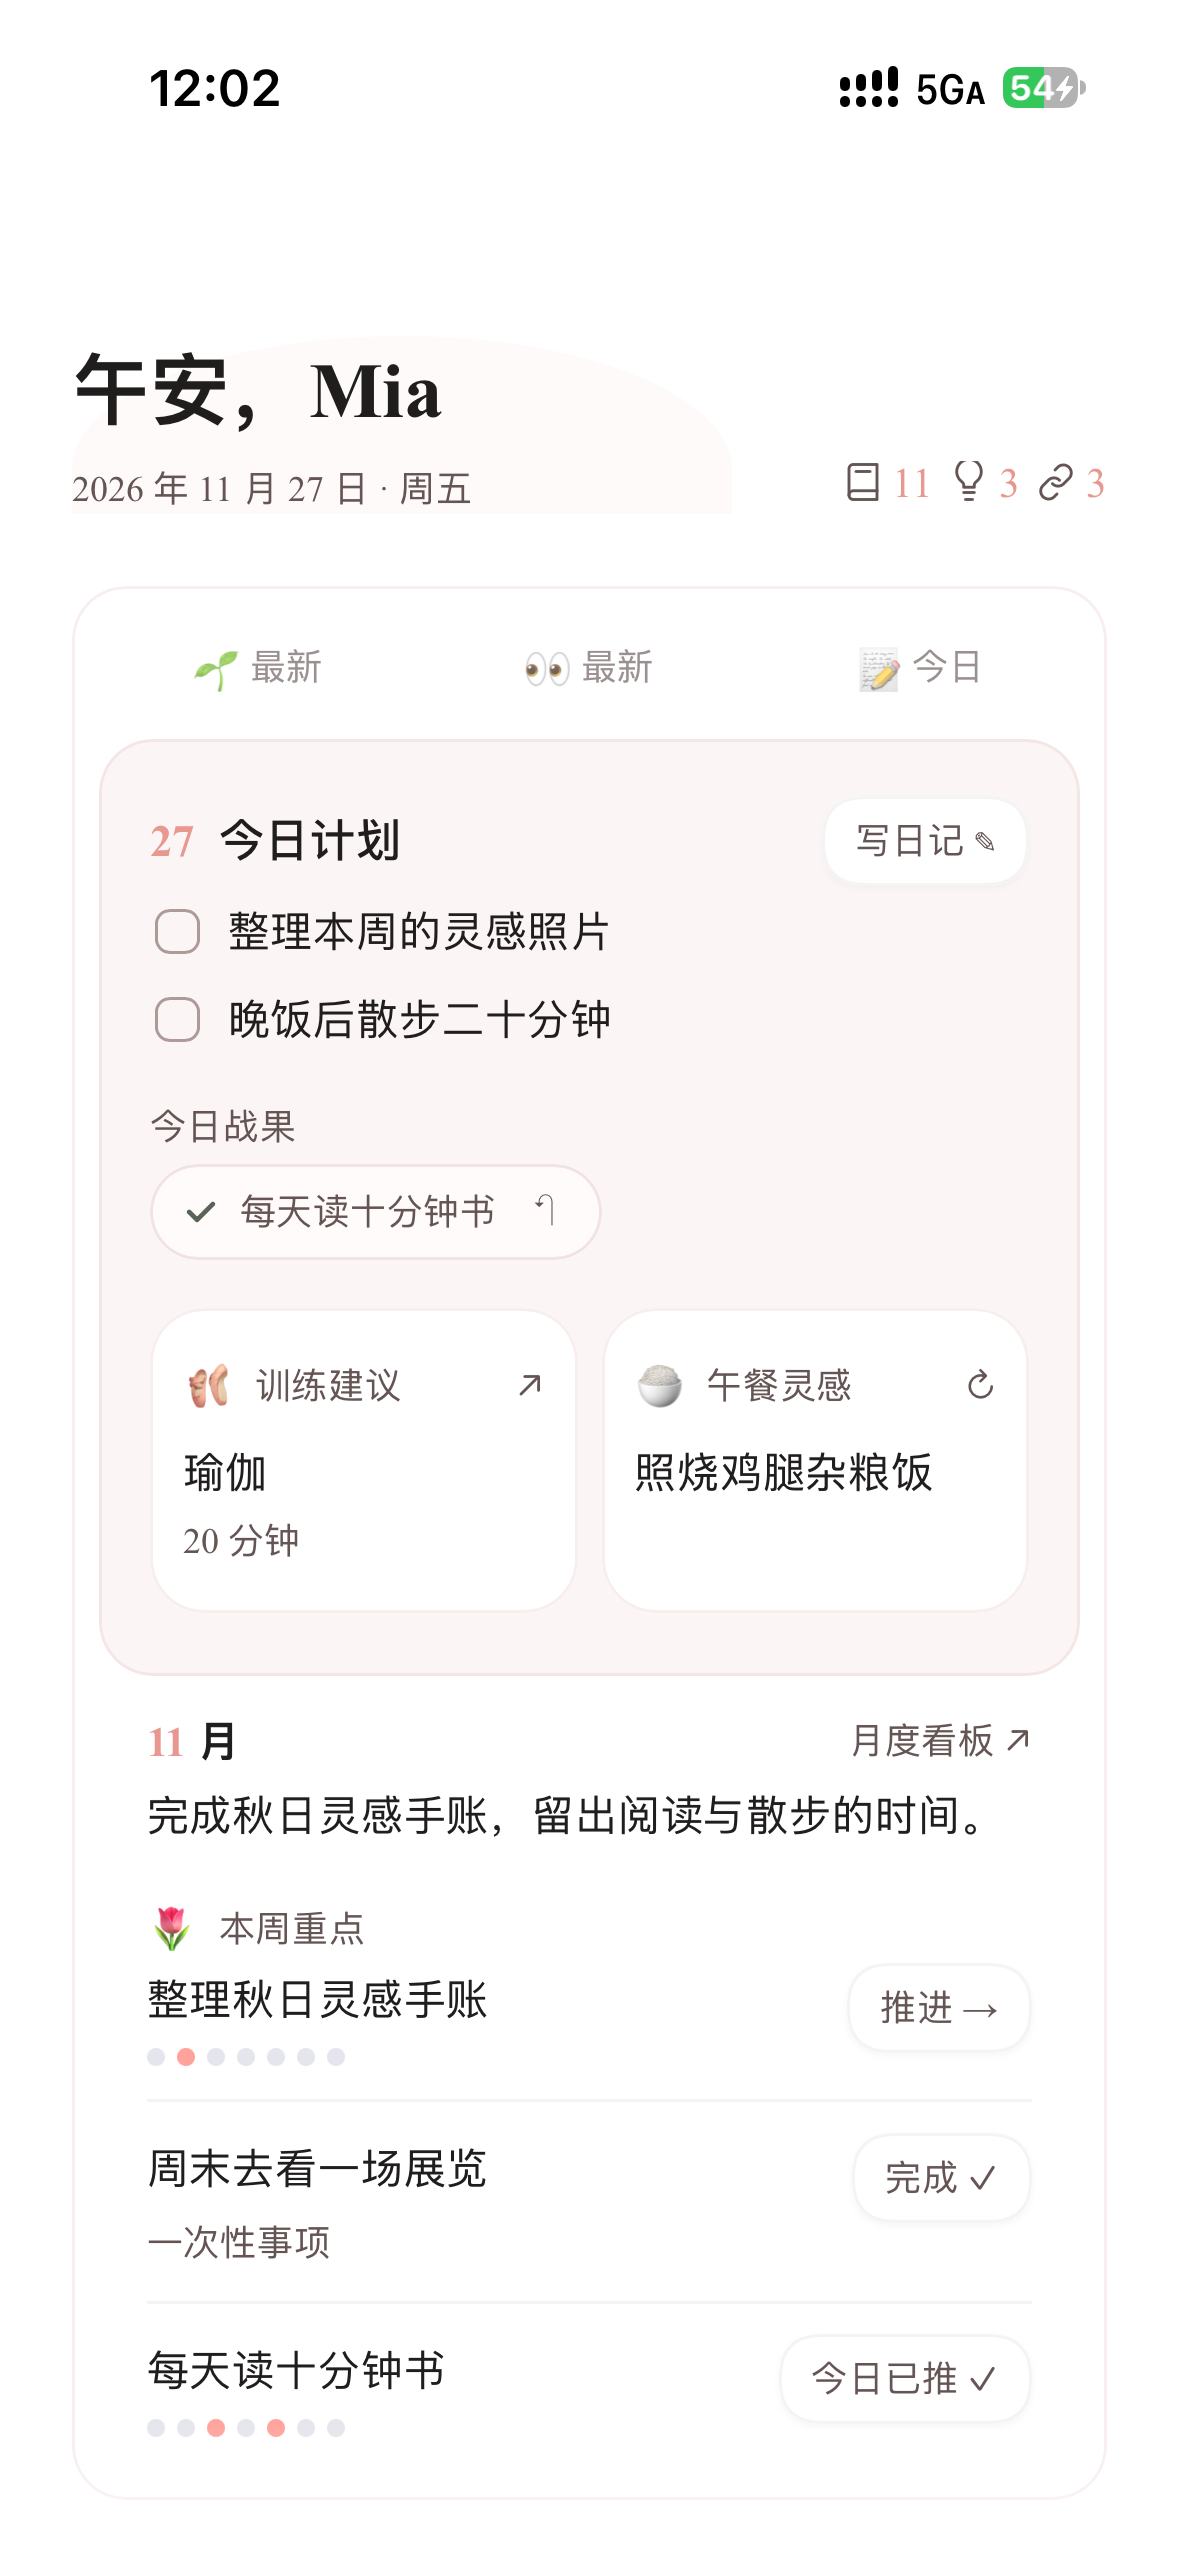 12:02 5GA 54
午安，Mia
2026 年 11 月 27 日 · 周五 11 3 3
最新 最新 今日
27 今日计划 写日记
整理本周的灵感照片
晚饭后散步二十分钟
今日战果
每天读十分钟书
训练建议 午餐灵感
瑜伽 照烧鸡腿杂粮饭
20 分钟
11 月 月度看板
完成秋日灵感手账，留出阅读与散步的时间。
本周重点
整理秋日灵感手账 推进 →
周末去看一场展览 完成 ✓
一次性事项
每天读十分钟书 今日已推 ✓